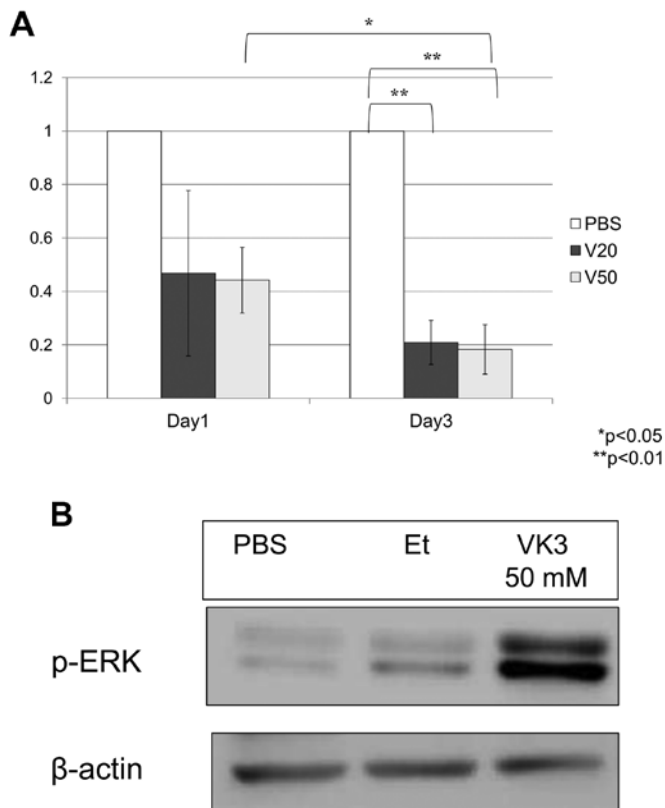 A
*
**
**
1.2
1
0.8
0.6
0.4
0.2
0
Day1 Day3
PBS
V20
V50
*p<0.05
**p<0.01
B
PBS Et VK3
50 mM
p-ERK
β-actin